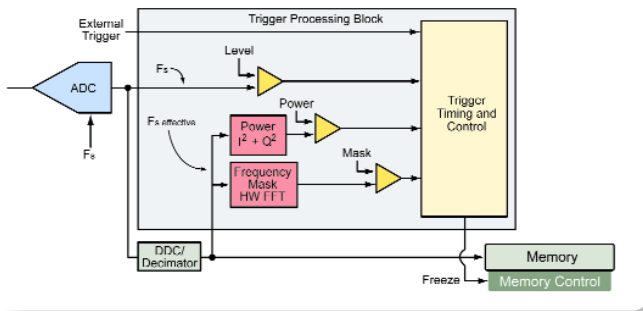 Trigger Processing Block
External
Trigger
Level
Fs
ADC
Fs
Fs effective
Power
Power
I² + Q²
Mask
Frequency
Mask
HW FFT
Trigger
Timing and
Control
DDC/
Decimator
Memory
Freeze
Memory Control